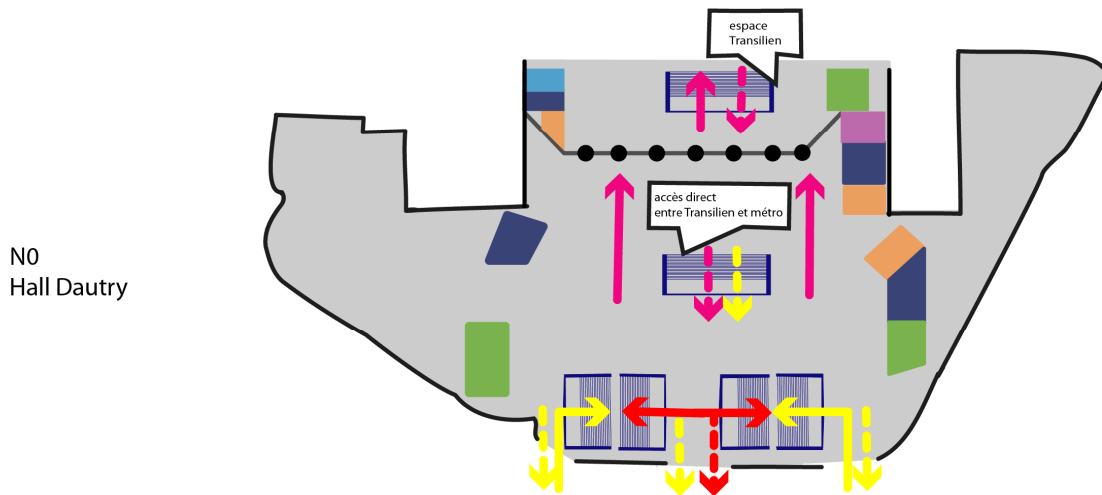 espace
Transilien
accès direct
entre Transilien et métro
N0
Hall Dautry